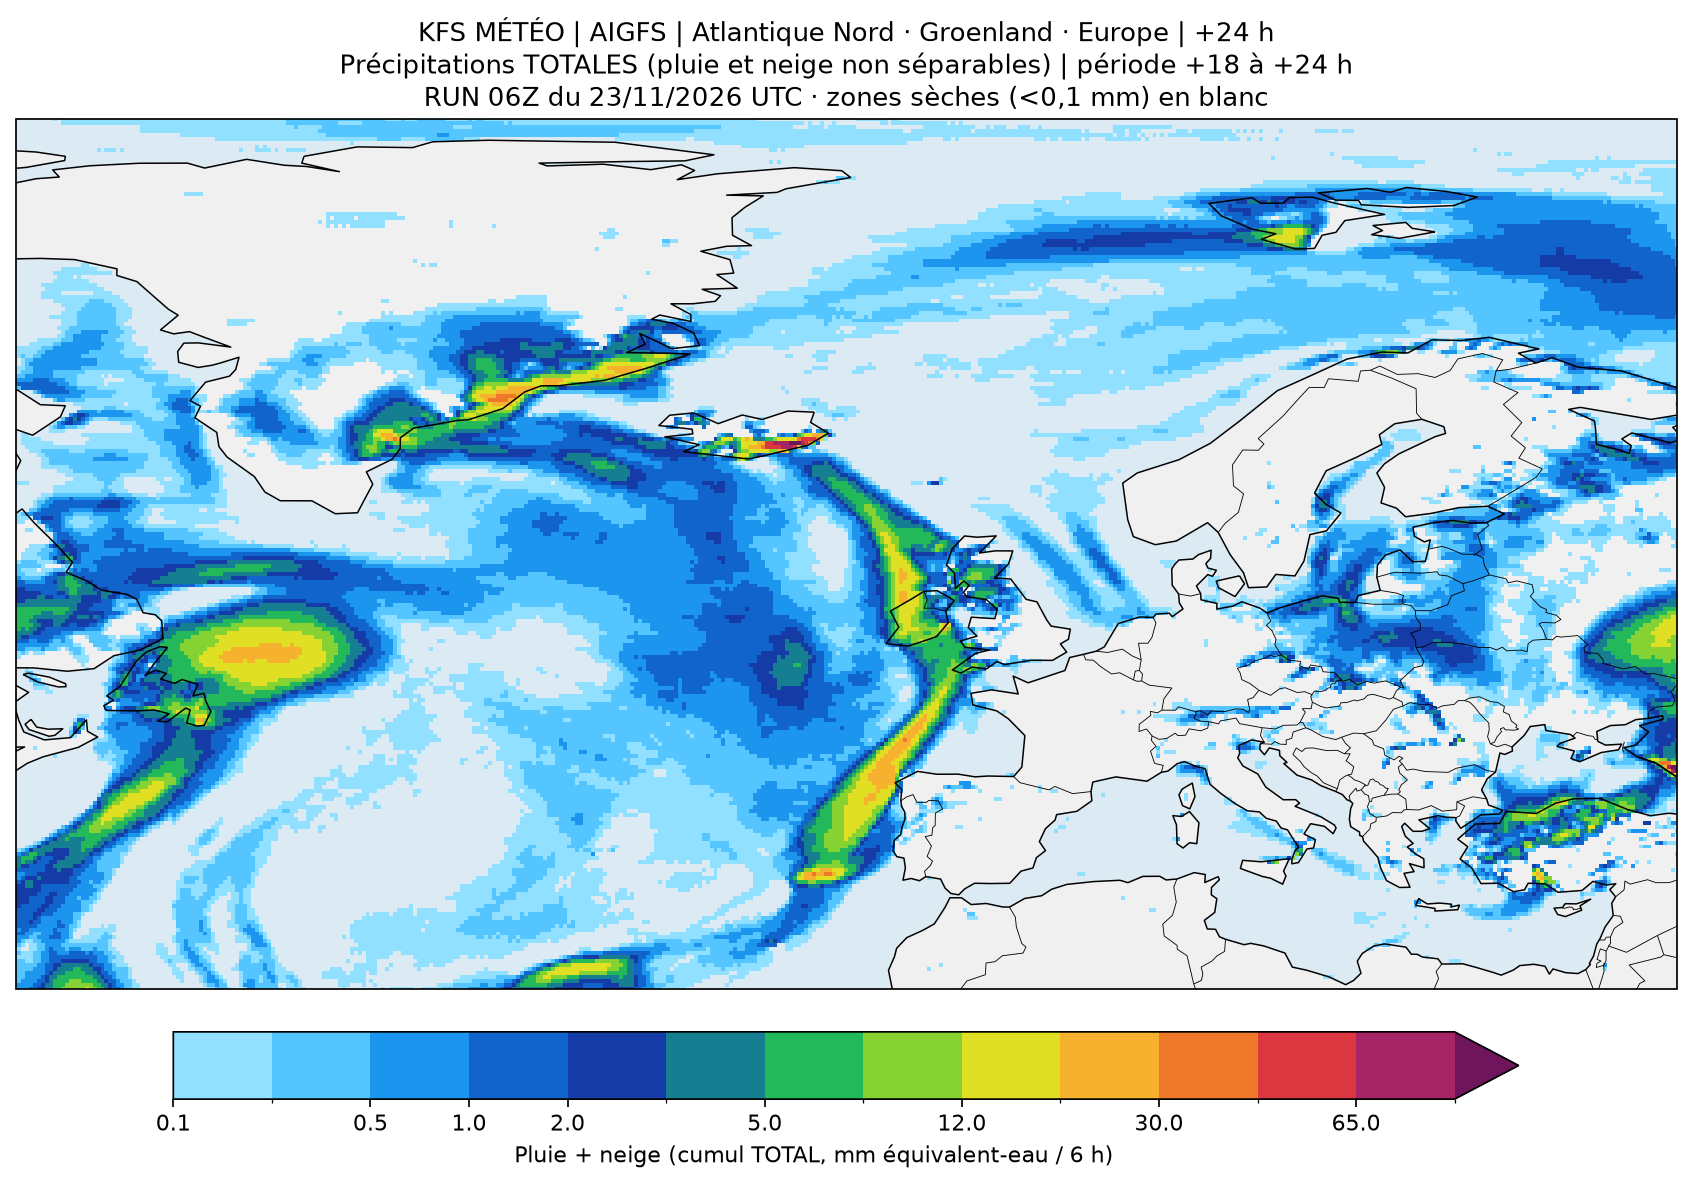 KFS MÉTÉO | AIGFS | Atlantique Nord · Groenland · Europe | +24 h
Précipitations TOTALES (pluie et neige non séparables) | période +18 à +24 h
RUN 06Z du 23/11/2026 UTC · zones sèches (<0,1 mm) en blanc
0.1 0.5 1.0 2.0 5.0 12.0 30.0 65.0
Pluie + neige (cumul TOTAL, mm équivalent-eau / 6 h)